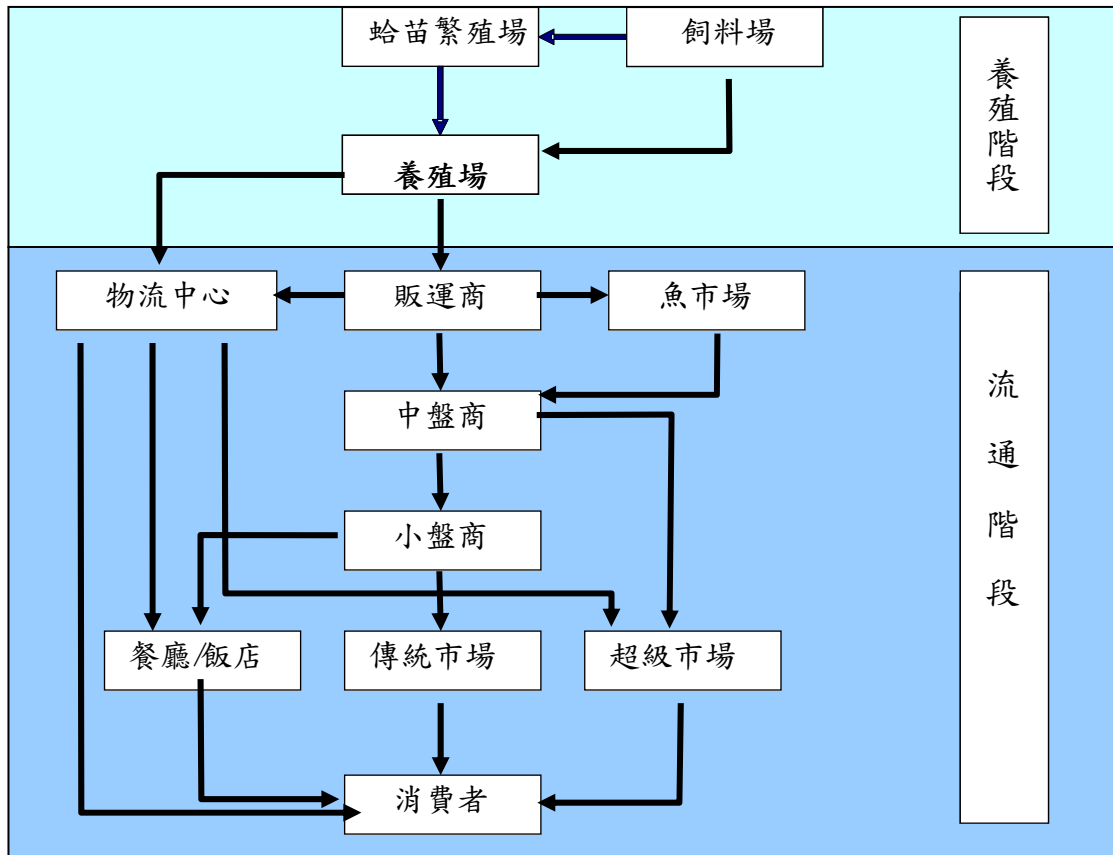 蛤苗繁殖場
飼料場
養殖階段
養殖場
物流中心
販運商
魚市場
流通階段
中盤商
小盤商
餐廳/飯店
傳統市場
超級市場
消費者